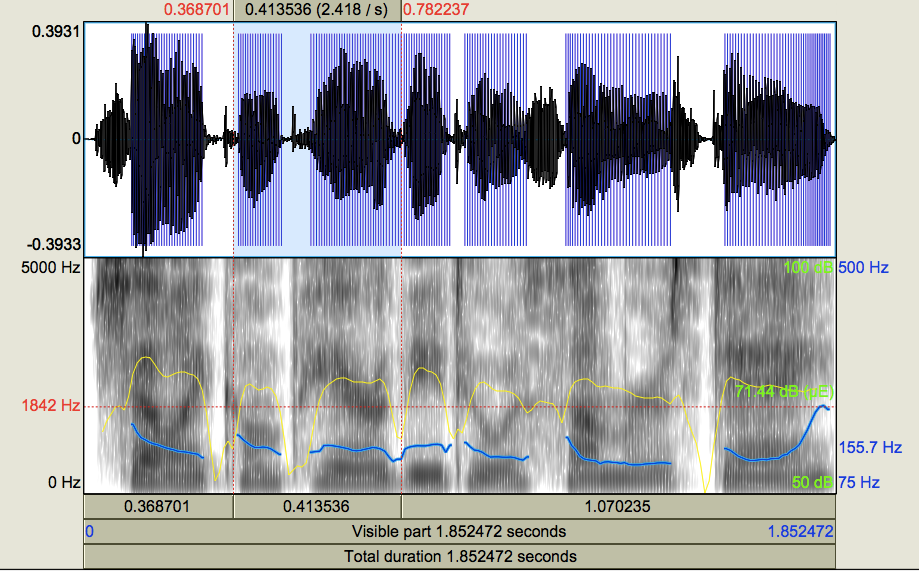 0.368701 0.413536 (2.418 / s) 0.782237
0.3931
0
-0.3933
5000 Hz 100 dB 500 Hz
1842 Hz 71.44 dB (µE)
155.7 Hz
0 Hz 50 dB 75 Hz
0.368701 0.413536 1.070235
0 Visible part 1.852472 seconds 1.852472
Total duration 1.852472 seconds